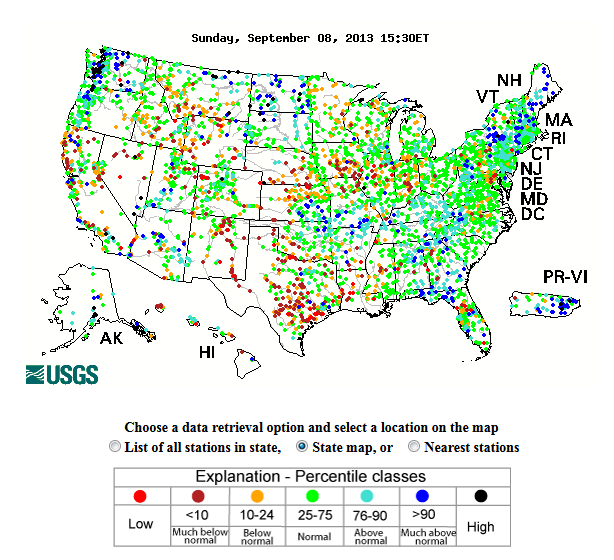 Sunday, September 08, 2013 15:30ET
NH
VT
MA
RI
CT
NJ
DE
MD
DC
PR-VI
AK
HI
USGS
Choose a data retrieval option and select a location on the map
List of all stations in state, State map, or Nearest stations
Explanation - Percentile classes
Low <10 10-24 25-75 76-90 >90 High
Much below normal Below normal Normal Above normal Much above normal